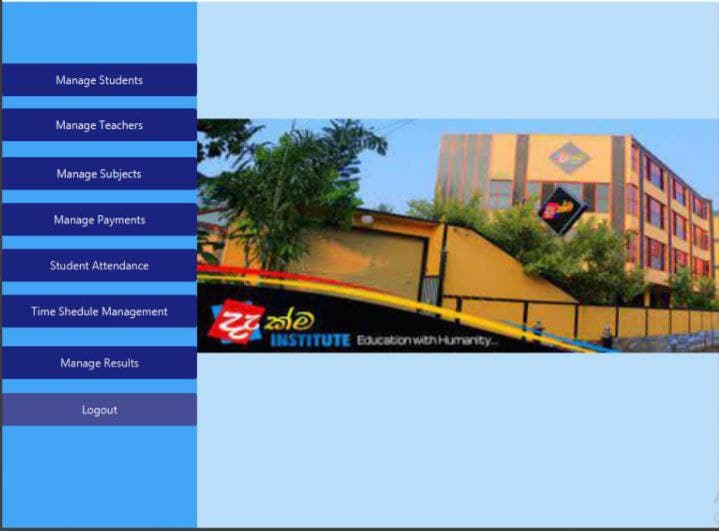 Manage Students
Manage Teachers
Manage Subjects
Manage Payments
Student Attendance
Time Shedule Management
Manage Results
Logout
දැක්ම
INSTITUTE Education with Humanity...